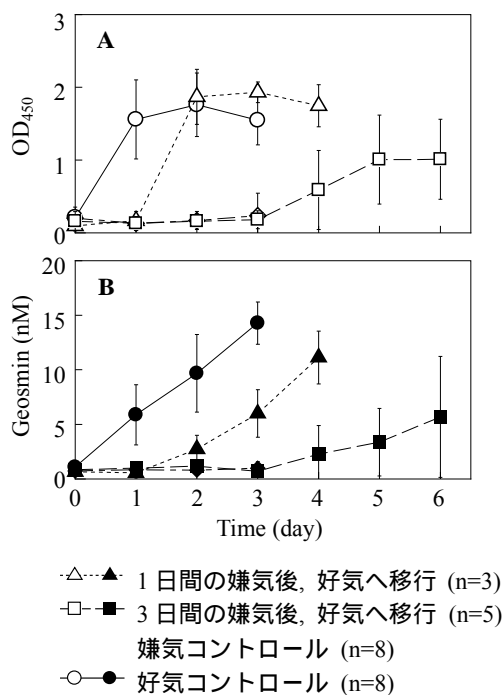 A
3
2
1
0
OD450
B
20
15
10
5
0
Geosmin (nM)
0 1 2 3 4 5 6
Time (day)
1 日間の嫌気後, 好気へ移行 (n=3)
3 日間の嫌気後, 好気へ移行 (n=5)
嫌気コントロール (n=8)
好気コントロール (n=8)